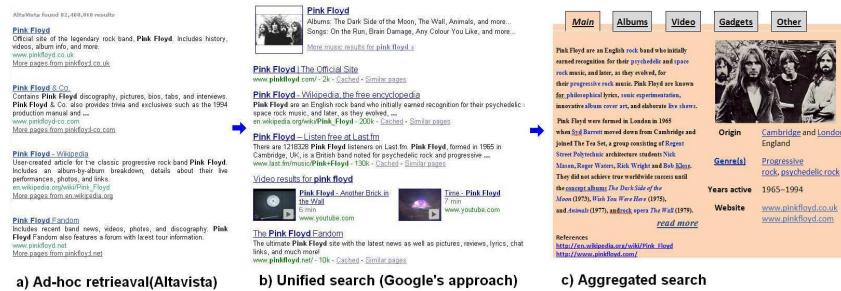 AltaVista found 82,400,000 results
Pink Floyd
Official site of the legendary rock band, Pink Floyd. Includes history,
videos, album info, and more.
www.pinkfloyd.co.uk
More pages from pinkfloyd.co.uk
Pink Floyd & Co.
Contains Pink Floyd discography, pictures, bios, tabs, and interviews.
Pink Floyd & Co. also provides trivia and exclusives such as the 1994
production manual and ...
www.pinkfloyd-co.com
More pages from pinkfloyd-co.com
Pink Floyd - Wikipedia
User-created article for the classic progressive rock band Pink Floyd.
Includes an album-by-album breakdown, details about their live
performances, photos, and links.
en.wikipedia.org/wiki/Pink_Floyd
More pages from en.wikipedia.org
Pink Floyd Fandom
Includes recent band news, videos, photos, and discography. Pink
Floyd Fandom also features a forum with latest tour information.
www.pinkfloyd.net
More pages from pinkfloyd.net
a) Ad-hoc retrieaval(Altavista)
Pink Floyd
Albums: The Dark Side of the Moon, The Wall, Animals, and more...
Songs: On the Run, Brain Damage, Any Colour You Like, and more...
More music results for pink floyd »
Pink Floyd | The Official Site
www.pinkfloyd.com/ - 2k - Cached - Similar pages
Pink Floyd - Wikipedia, the free encyclopedia
Pink Floyd are an English rock band who initially earned recognition for their psychedelic
space rock music, and later, as they evolved, ...
en.wikipedia.org/wiki/Pink_Floyd - 200k - Cached - Similar pages
Pink Floyd – Listen free at Last.fm
There are 1218328 Pink Floyd listeners on Last.fm. Pink Floyd, formed in 1965 in
Cambridge, UK, is a British band noted for psychedelic rock and progressive ...
www.last.fm/music/Pink+Floyd - 130k - Cached - Similar pages
Video results for pink floyd
Pink Floyd - Another Brick in
the Wall
6 min
www.youtube.com
Time - Pink Floyd
7 min
www.youtube.com
The Pink Floyd Fandom
The ultimate Pink Floyd site with the latest news as well as pictures, reviews, lyrics, chat
links, and much more!
www.pinkfloyd.net/ - 10k - Cached - Similar pages
b) Unified search (Google's approach)
Main Albums Video Gadgets Other
Pink Floyd are an English rock band who initially
earned recognition for their psychedelic and space
rock music, and later, as they evolved, for
their progressive rock music. Pink Floyd are known
for philosophical lyrics, sonic experimentation,
innovative album cover art, and elaborate live shows.
Pink Floyd were formed in London in 1965
when Syd Barrett moved down from Cambridge and
joined The Tea Set, a group consisting of Regent
Street Polytechnic architecture students Nick
Mason, Roger Waters, Rick Wright and Bob Klose.
They did not achieve true worldwide success until
the concept albums The Dark Side of the
Moon (1973), Wish You Were Here (1975),
and Animals (1977), androck opera The Wall (1979).
read more
References
http://en.wikipedia.org/wiki/Pink_Floyd
http://www.pinkfloyd.com/
Origin Cambridge and London
England
Genre(s) Progressive
rock, psychedelic rock
Years active 1965–1994
Website www.pinkfloyd.co.uk
www.pinkfloyd.com
c) Aggregated search